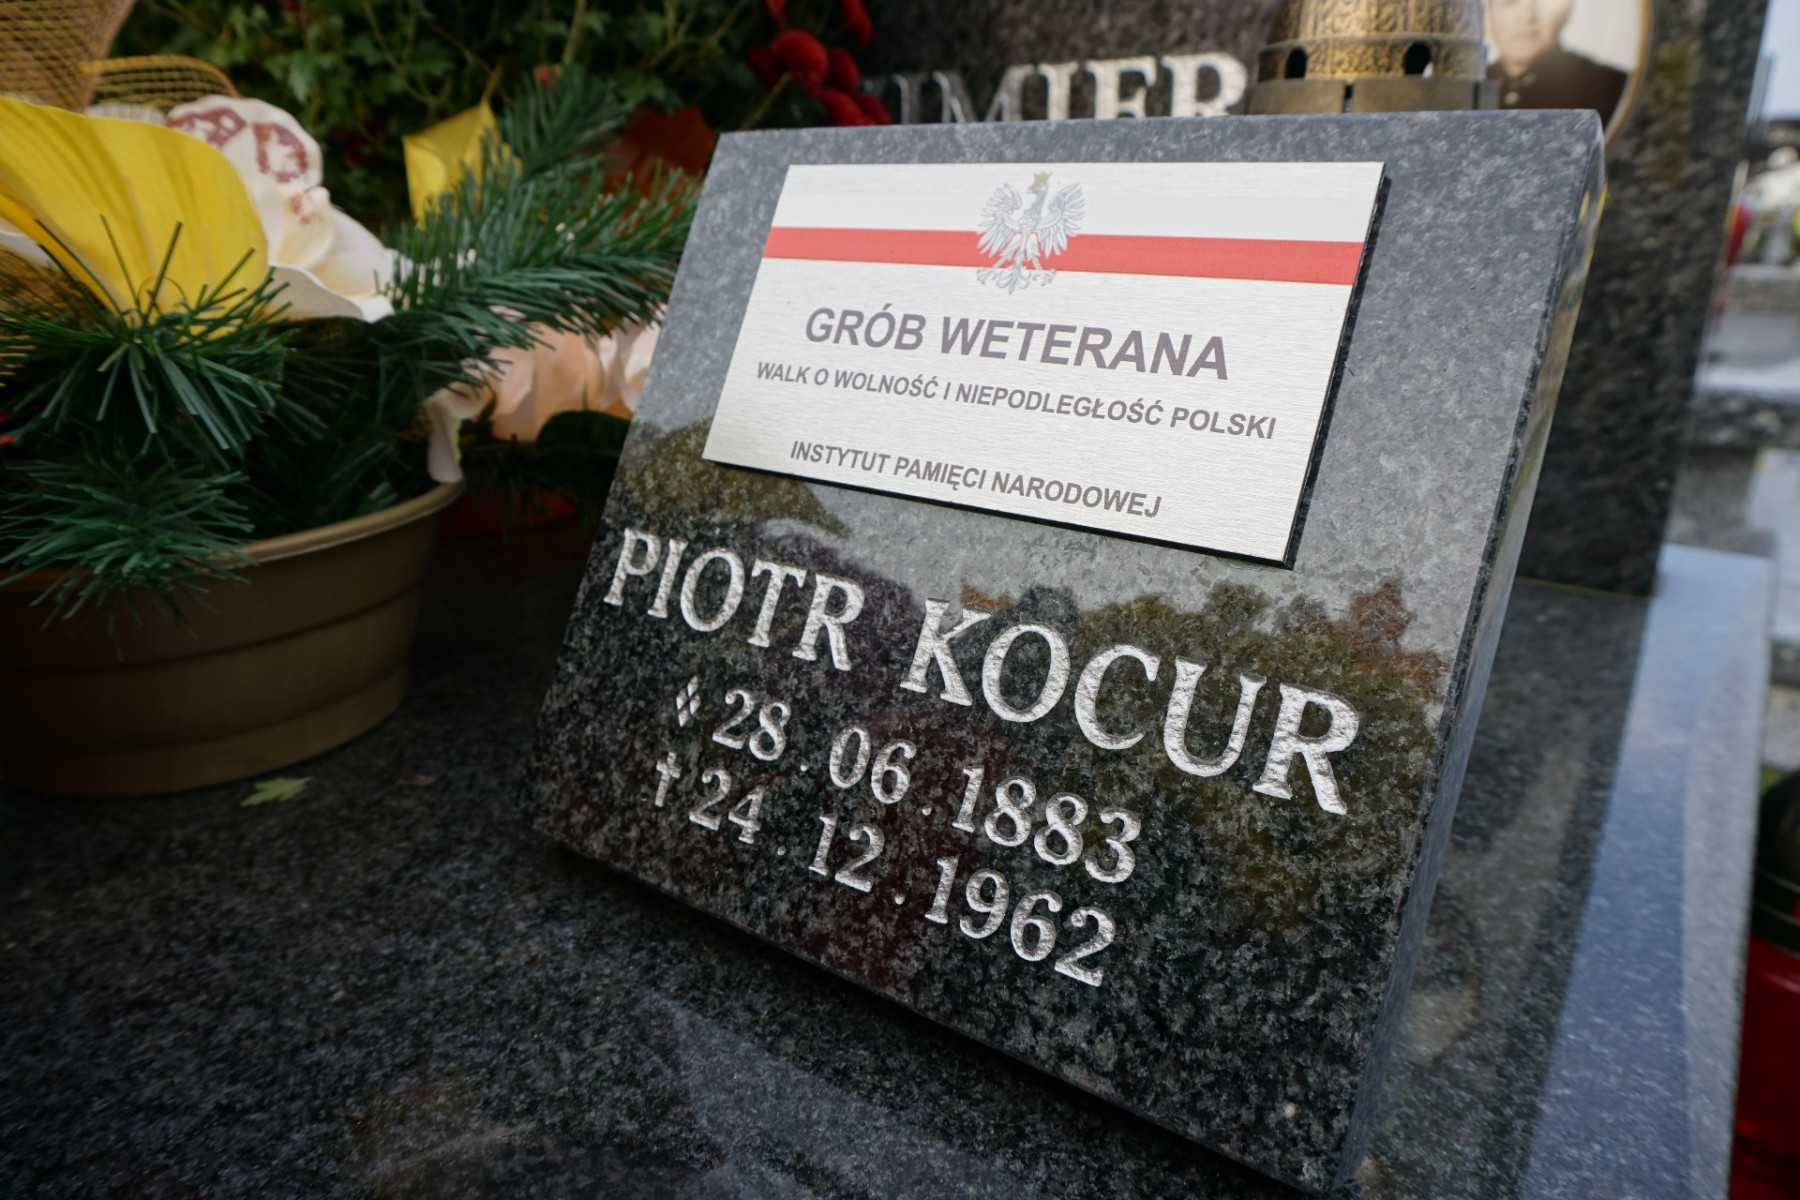 GRÓB WETERANA
WALK O WOLNOŚĆ I NIEPODLEGŁOŚĆ POLSKI
INSTYTUT PAMIĘCI NARODOWEJ
PIOTR KOCUR
28.06.1883
† 24.12.1962